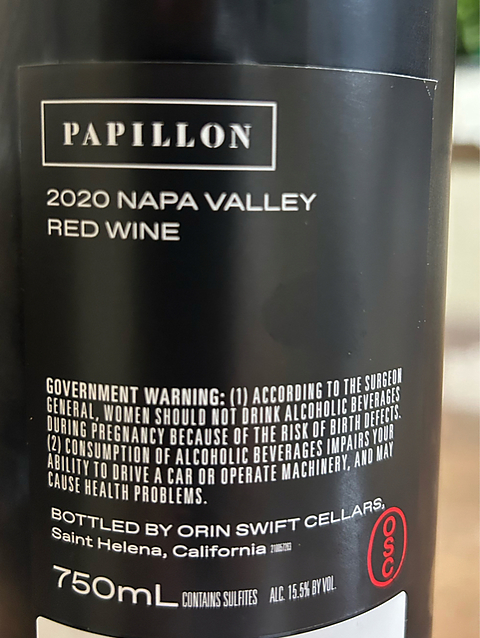 PAPILLON
2020 NAPA VALLEY
RED WINE
GOVERNMENT WARNING: (1) ACCORDING TO THE SURGEON
GENERAL, WOMEN SHOULD NOT DRINK ALCOHOLIC BEVERAGES
DURING PREGNANCY BECAUSE OF THE RISK OF BIRTH DEFECTS.
(2) CONSUMPTION OF ALCOHOLIC BEVERAGES IMPAIRS YOUR
ABILITY TO DRIVE A CAR OR OPERATE MACHINERY, AND MAY
CAUSE HEALTH PROBLEMS.
BOTTLED BY ORIN SWIFT CELLARS,
Saint Helena, California
OSC
750mL CONTAINS SULFITES ALC. 15.5% BY VOL.